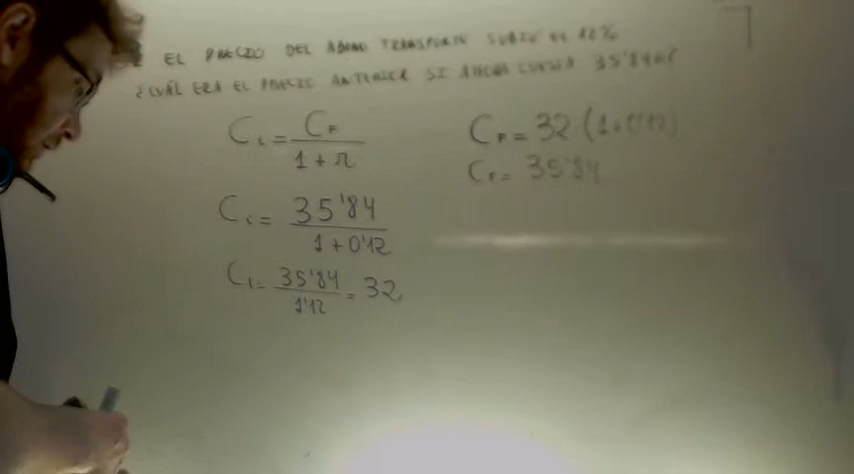 EL PRECIO DEL ABONO TRANSPORTE SUBIÓ UN 12%
¿CUÁL ERA EL PRECIO ANTERIOR SI AHORA CUESTA 35'84€?
Ci = CF / 1 + r
Ci = 35'84 / 1 + 0'12
Ci = 35'84 / 1'12 = 32
CF = 32 (1+0'12)
CF = 35'84